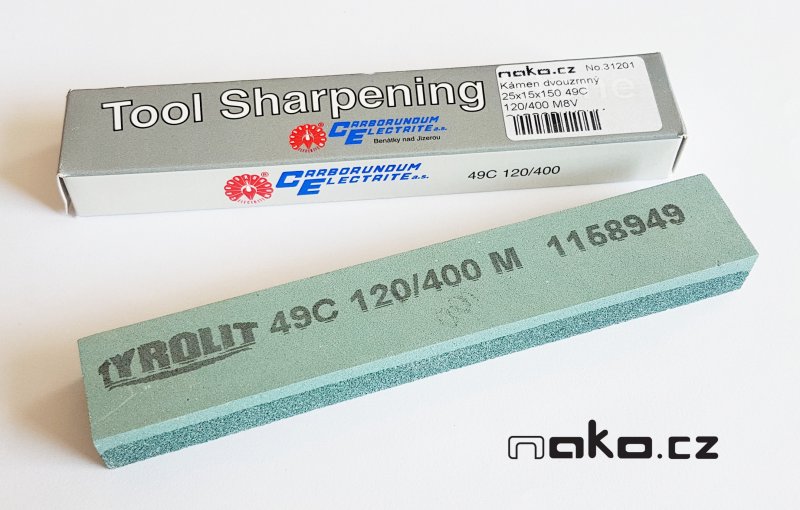 Tool Sharpening
CARBORUNDUM
ELECTRITE a.s.
Benátky nad Jizerou
nako.cz No.31201
Kámen dvouzrnný
25x15x150 49C
120/400 M8V
CARBORUNDUM
ELECTRITE a.s.
49C 120/400
TYROLIT 49C 120/400 M 1158949
nako.cz